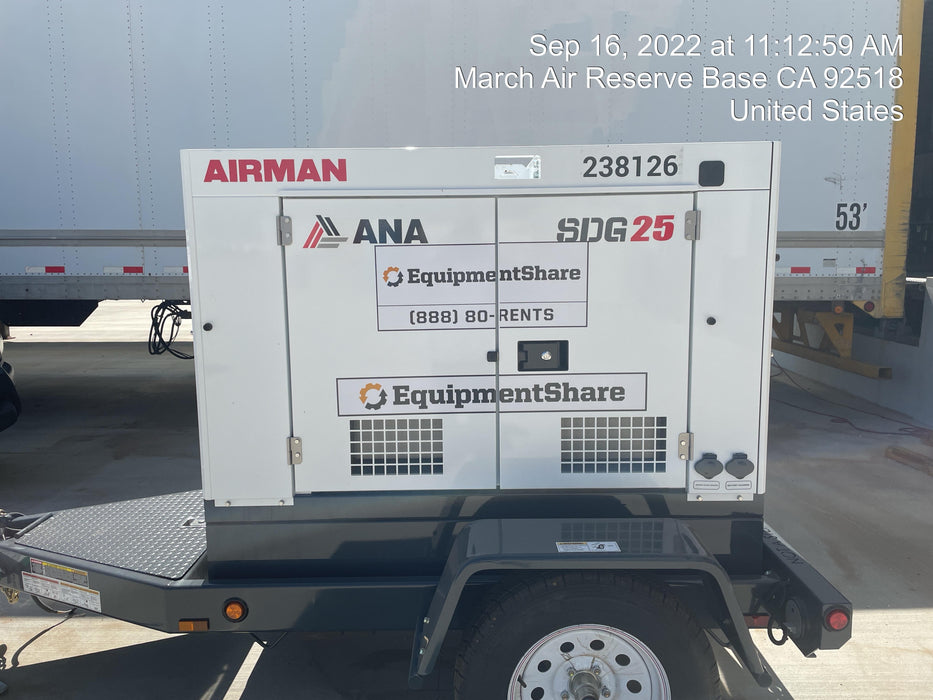 Sep 16, 2022 at 11:12:59 AM
March Air Reserve Base CA 92518
United States
AIRMAN
238126
ANA
SDG25
53'
EquipmentShare
(888) 80-RENTS
EquipmentShare